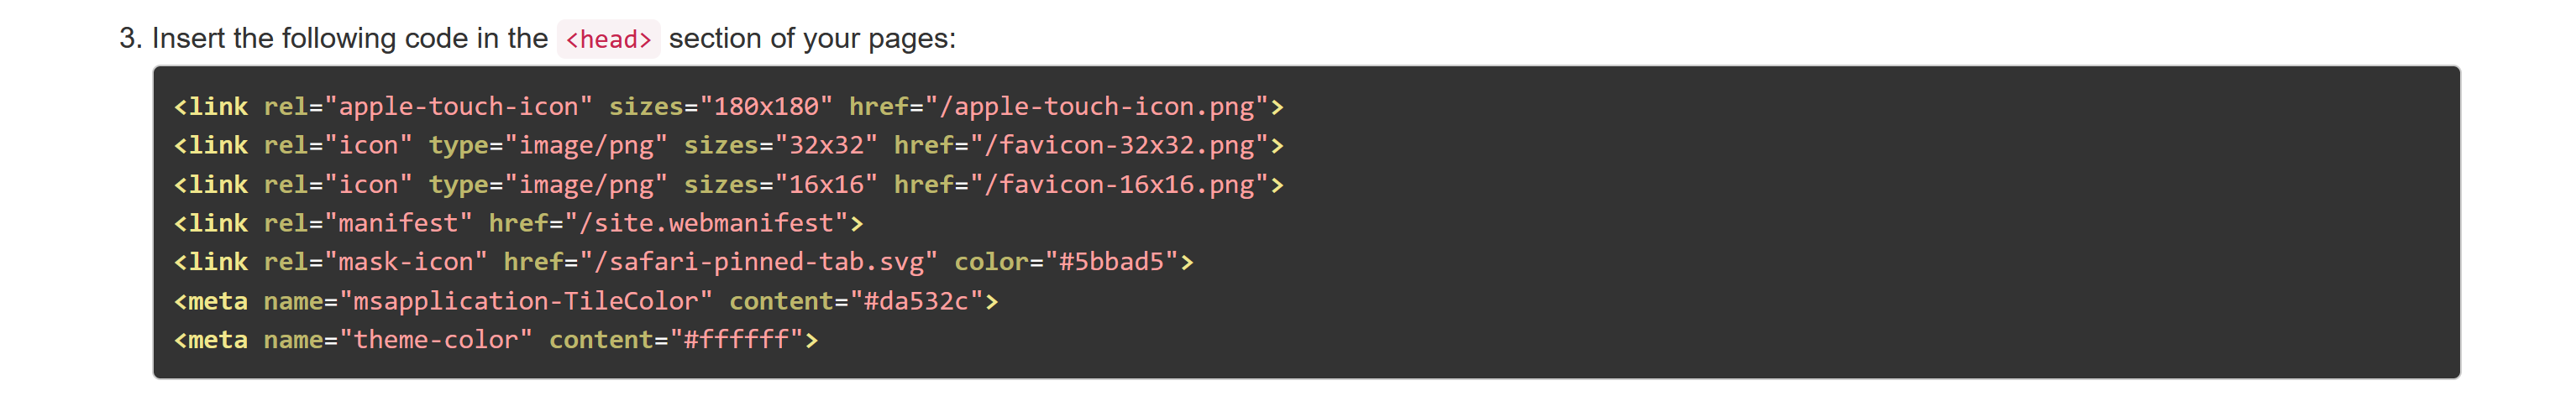 3. Insert the following code in the <head> section of your pages:
<link rel="apple-touch-icon" sizes="180x180" href="/apple-touch-icon.png">
<link rel="icon" type="image/png" sizes="32x32" href="/favicon-32x32.png">
<link rel="icon" type="image/png" sizes="16x16" href="/favicon-16x16.png">
<link rel="manifest" href="/site.webmanifest">
<link rel="mask-icon" href="/safari-pinned-tab.svg" color="#5bbad5">
<meta name="msapplication-TileColor" content="#da532c">
<meta name="theme-color" content="#ffffff">